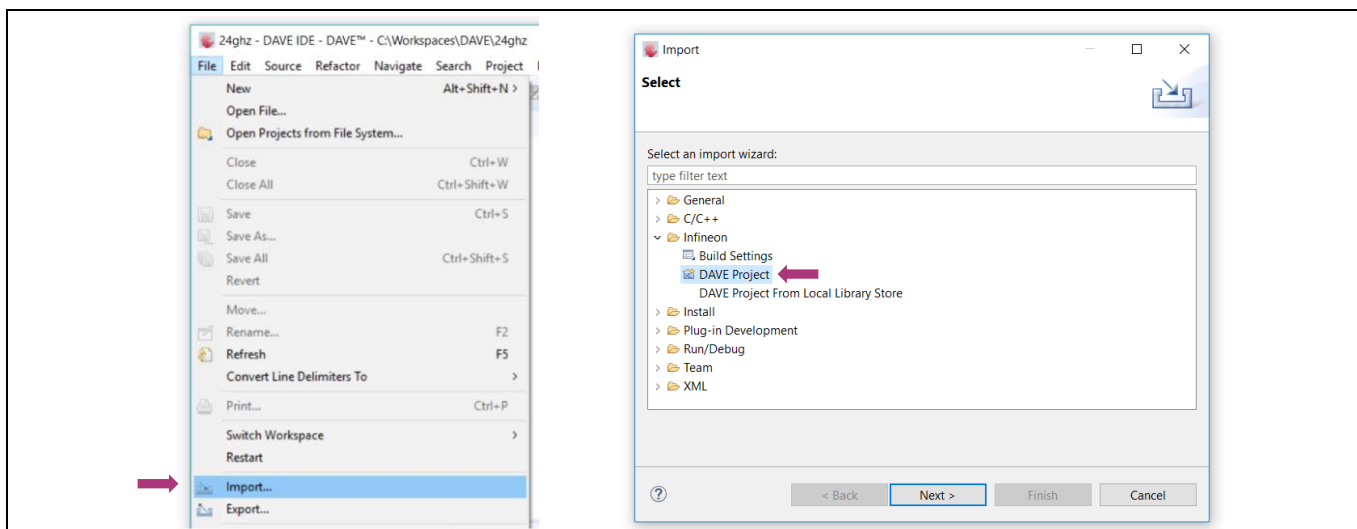 24ghz - DAVE IDE - DAVE™ - C:\Workspaces\DAVE\24ghz
File Edit Source Refactor Navigate Search Project
New Alt+Shift+N >
Open File...
Open Projects from File System...
Close Ctrl+W
Close All Ctrl+Shift+W
Save Ctrl+S
Save As...
Save All Ctrl+Shift+S
Revert
Move...
Rename... F2
Refresh F5
Convert Line Delimiters To >
Print... Ctrl+P
Switch Workspace >
Restart
Import...
Export...
Import
Select
Select an import wizard:
type filter text
> General
> C/C++
Infineon
Build Settings
DAVE Project
DAVE Project From Local Library Store
> Install
> Plug-in Development
> Run/Debug
> Team
> XML
? < Back Next > Finish Cancel